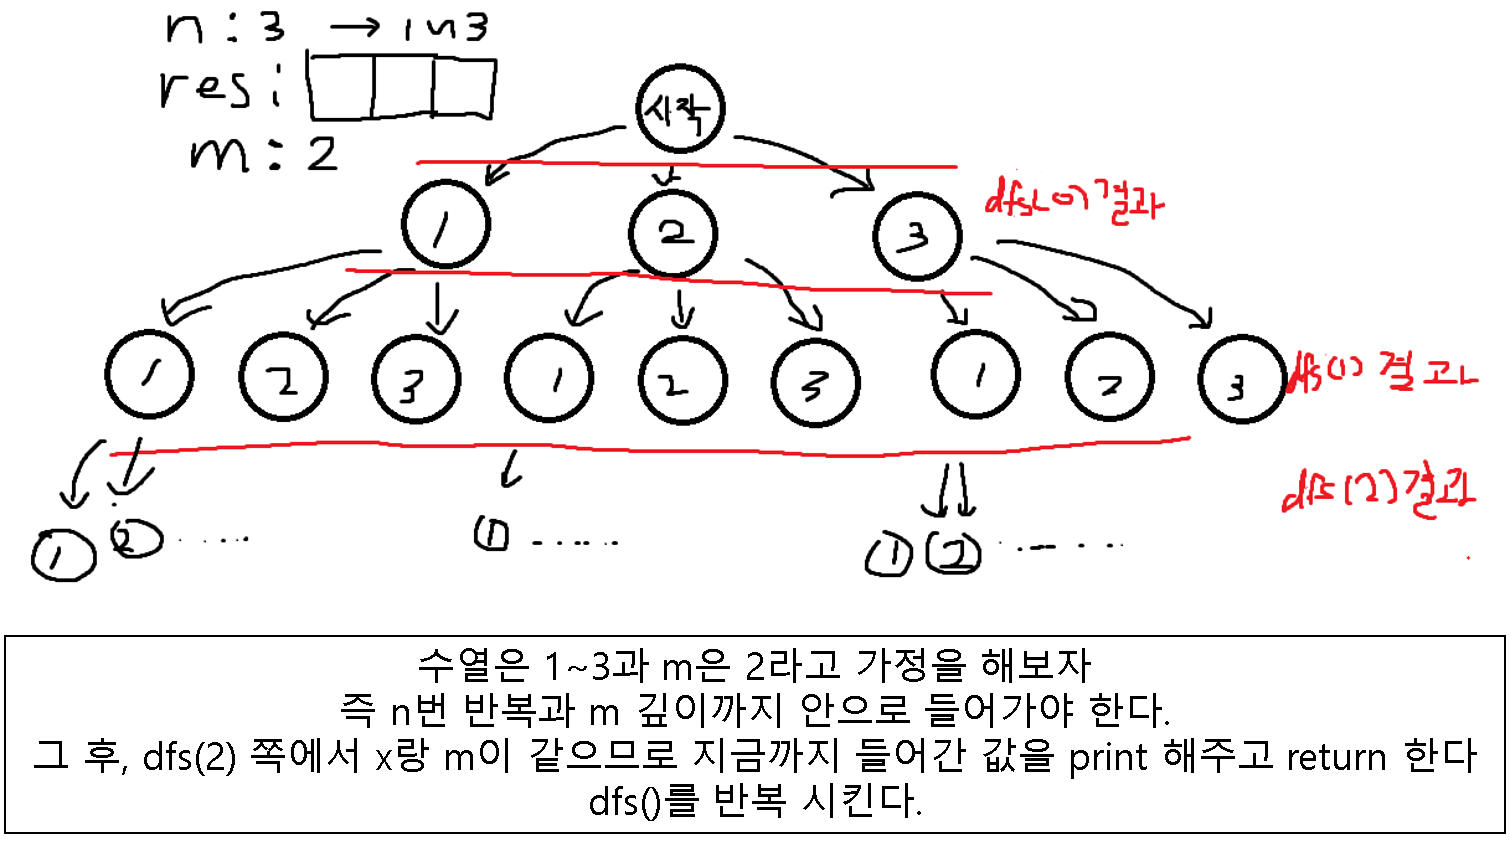 n : 3 → 1 ~ 3
res :
m : 2
시작
dfs(0) 결과
1 2 3
1 2 3 1 2 3 1 2 3
dfs(1) 결과
dfs(2) 결과
1 2 ..... 1 ...... 1 2 ......
수열은 1~3과 m은 2라고 가정을 해보자
즉 n번 반복과 m 깊이까지 안으로 들어가야 한다.
그 후, dfs(2) 쪽에서 x랑 m이 같으므로 지금까지 들어간 값을 print 해주고 return 한다
dfs()를 반복 시킨다.